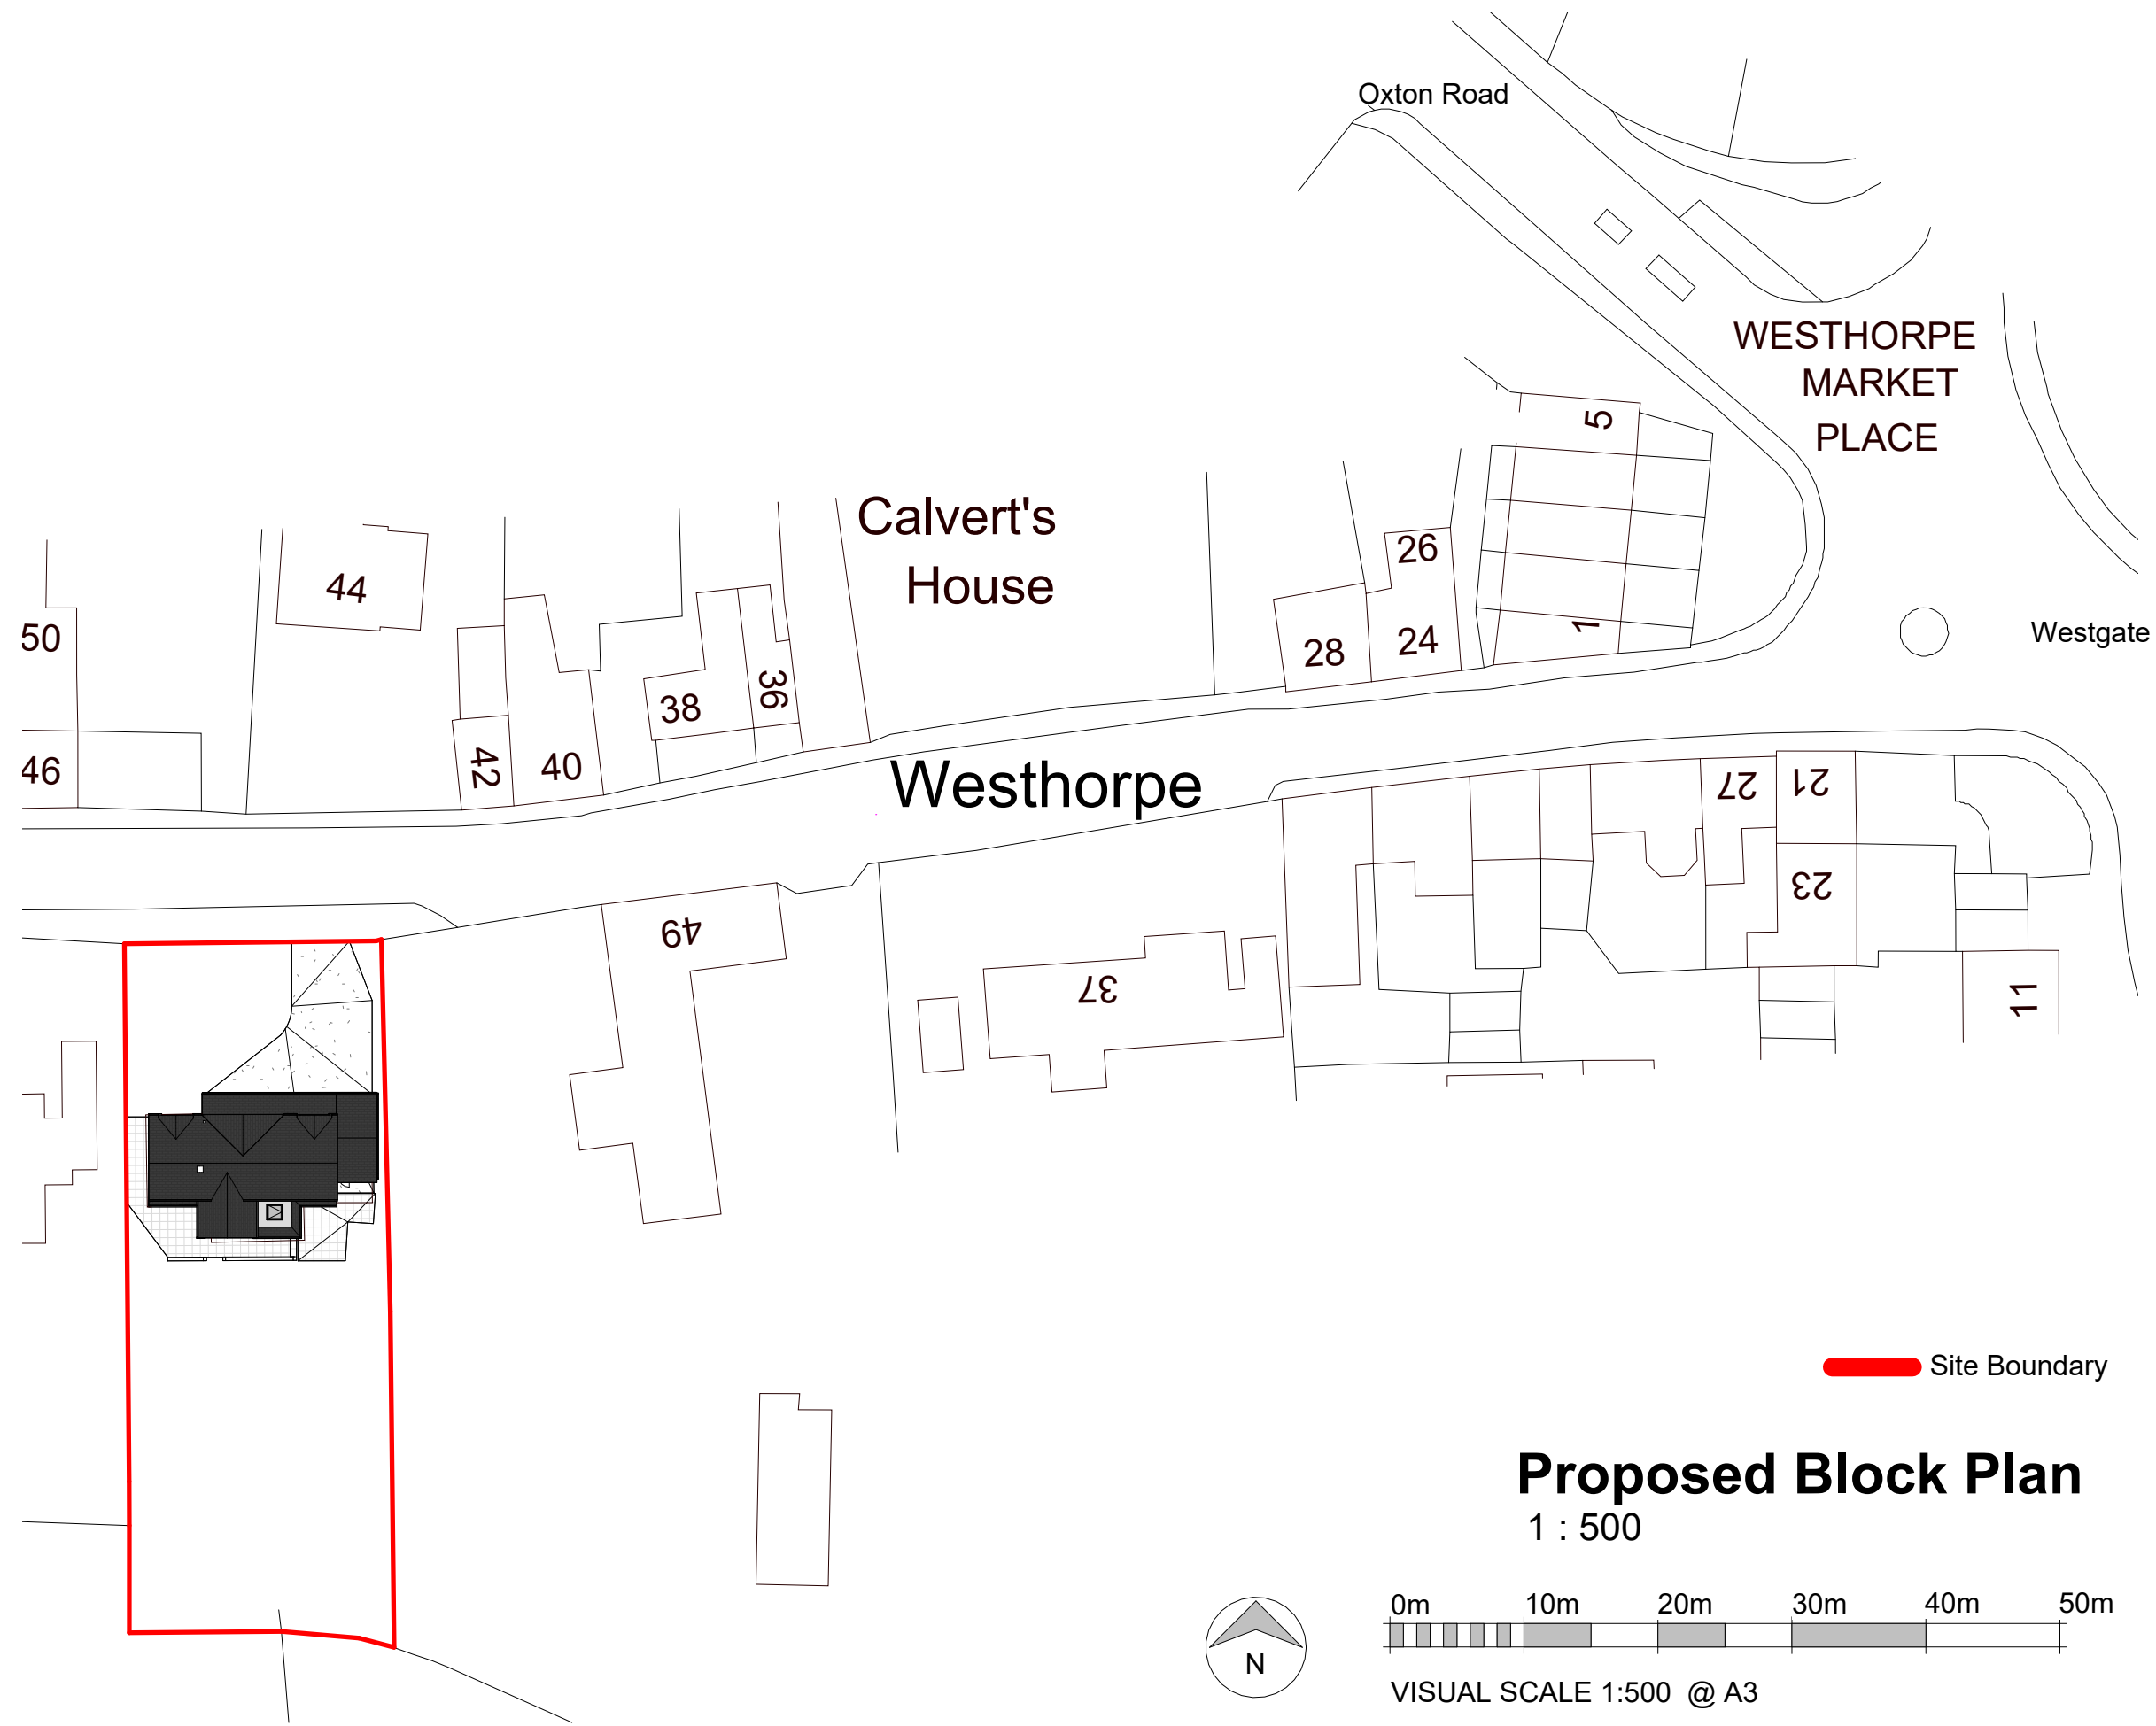 Oxton Road
WESTHORPE
MARKET
PLACE
5
Calvert's
House
26
44
1
Westgate
50
28
24
38
36
46
42
40
Westhorpe
27
21
49
23
37
11
Site Boundary
Proposed Block Plan
1 : 500
0m 10m 20m 30m 40m 50m
N
VISUAL SCALE 1:500 @ A3